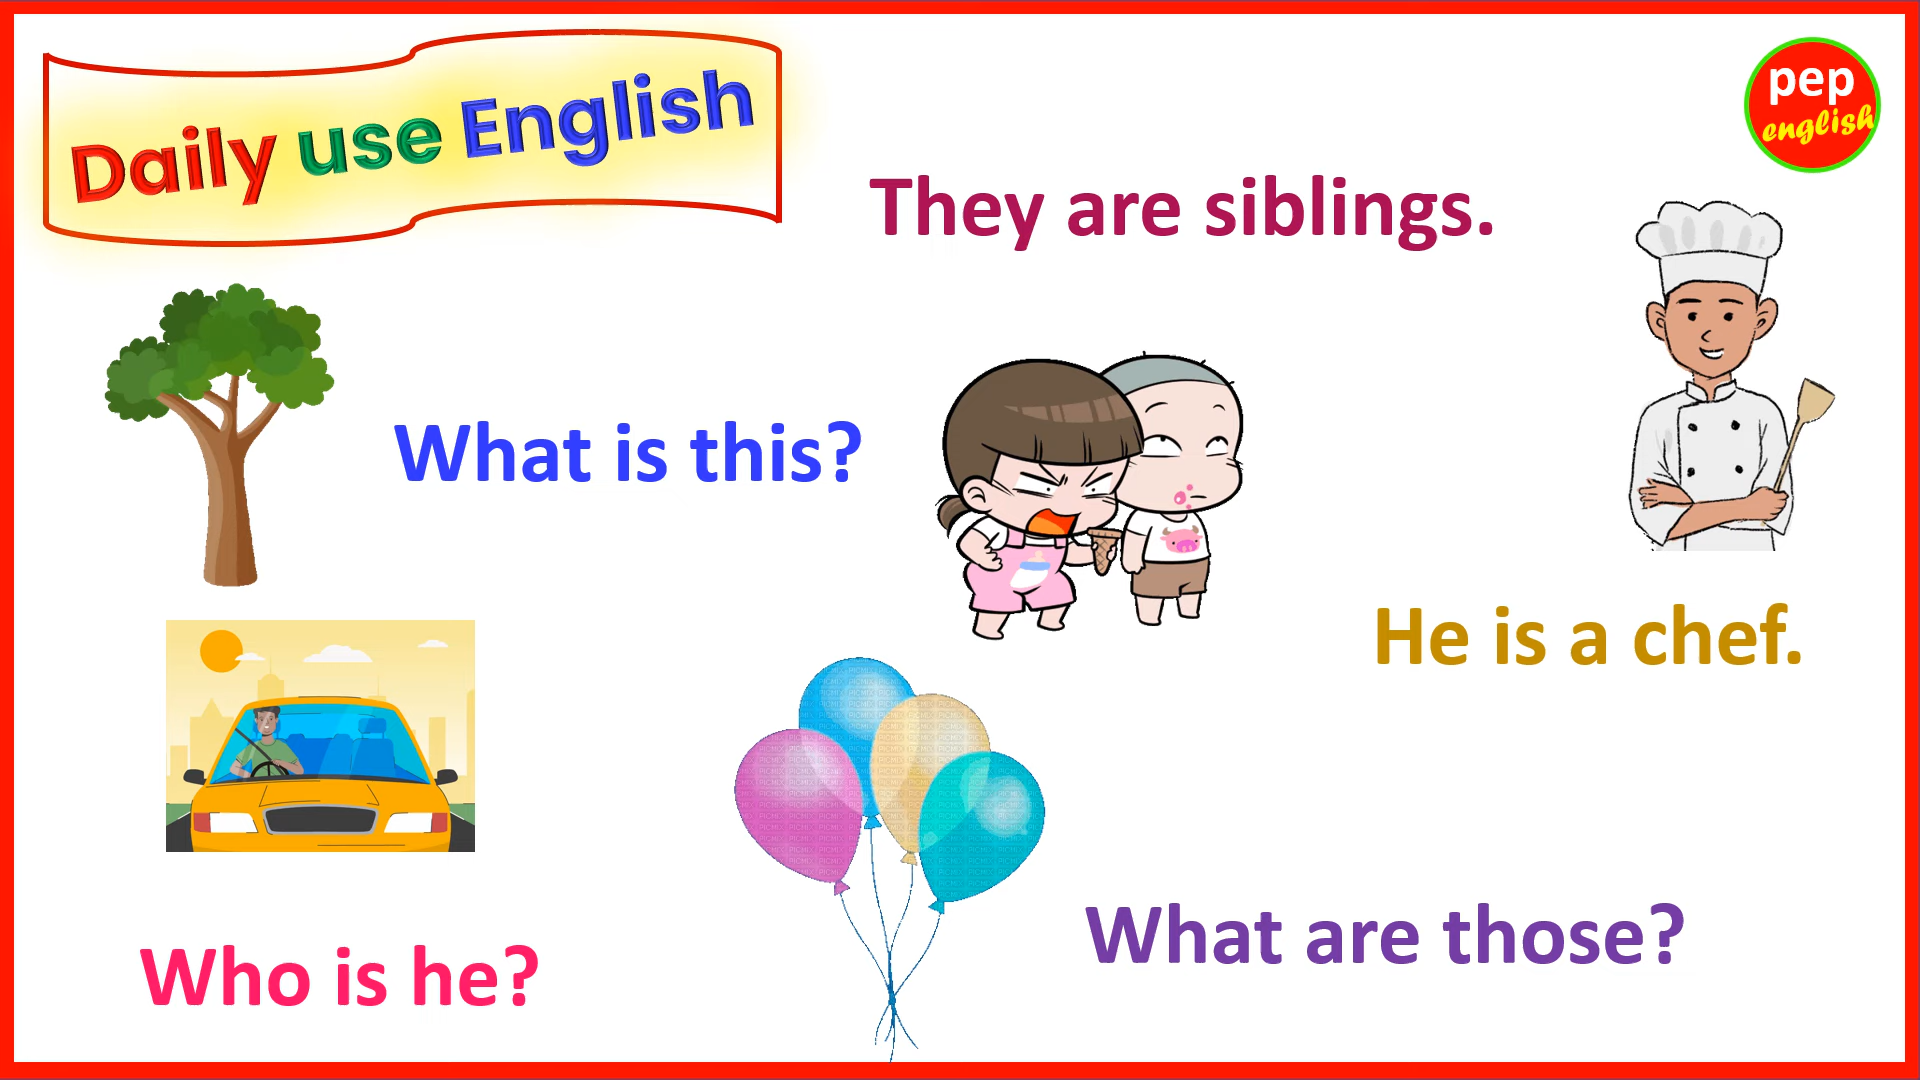 Daily use English
pep
english
They are siblings.
What is this?
He is a chef.
What are those?
Who is he?